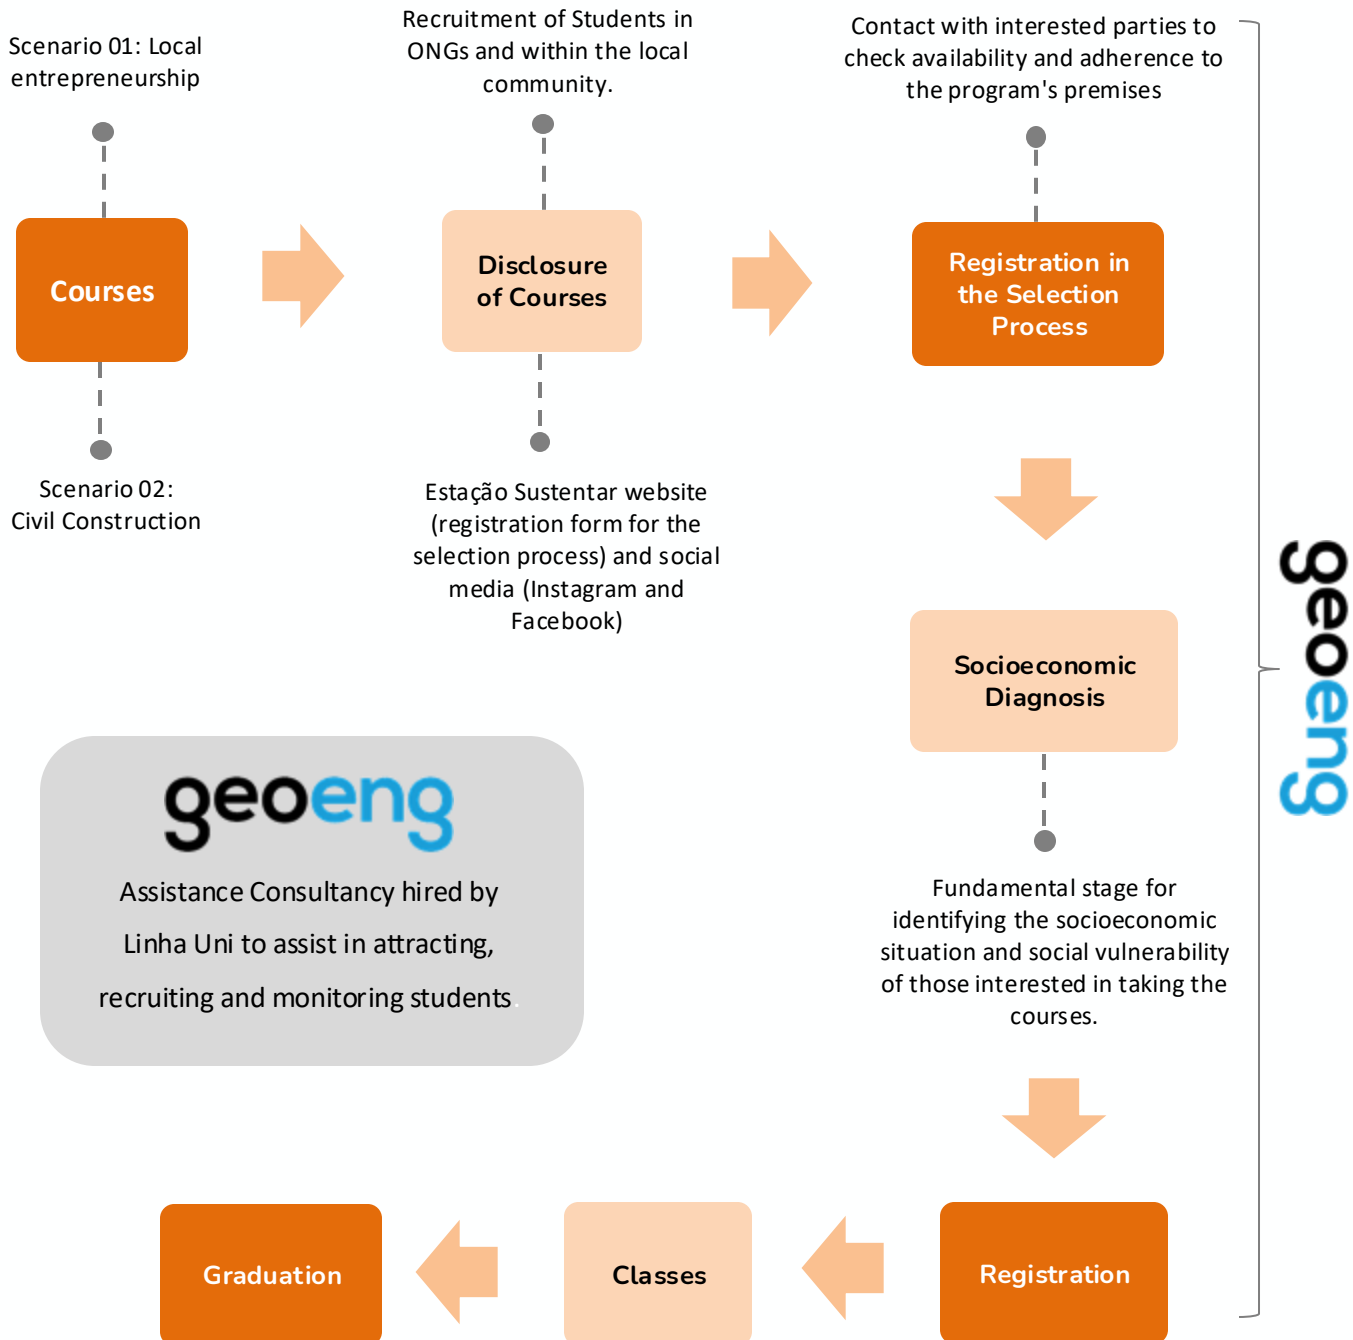 Scenario 01: Local
entrepreneurship
Recruitment of Students in
ONGs and within the local
community.
Contact with interested parties to
check availability and adherence to
the program's premises
Courses
Disclosure
of Courses
Registration in
the Selection
Process
Scenario 02:
Civil Construction
Estação Sustentar website
(registration form for the
selection process) and social
media (Instagram and
Facebook)
Socioeconomic
Diagnosis
geoeng
geoeng
Assistance Consultancy hired by
Linha Uni to assist in attracting,
recruiting and monitoring students.
Fundamental stage for
identifying the socioeconomic
situation and social vulnerability
of those interested in taking the
courses.
Graduation
Classes
Registration